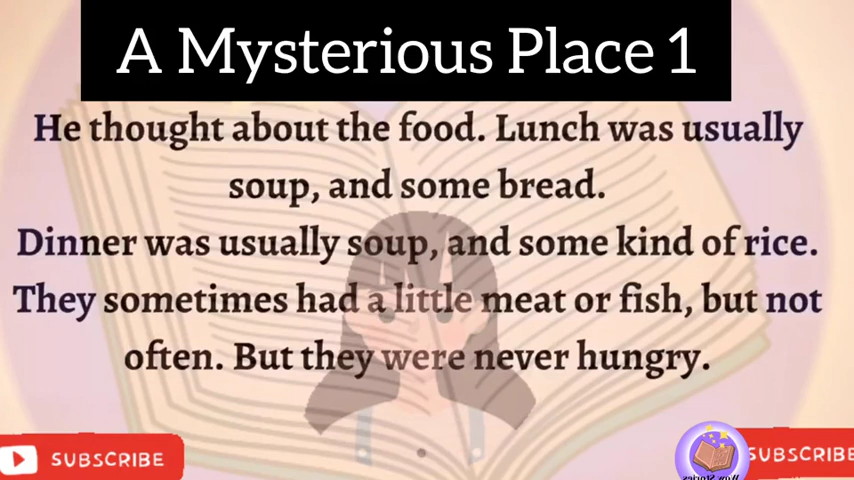 A Mysterious Place 1
He thought about the food. Lunch was usually
soup, and some bread.
Dinner was usually soup, and some kind of rice.
They sometimes had a little meat or fish, but not
often. But they were never hungry.
SUBSCRIBE
SUBSCRIBE